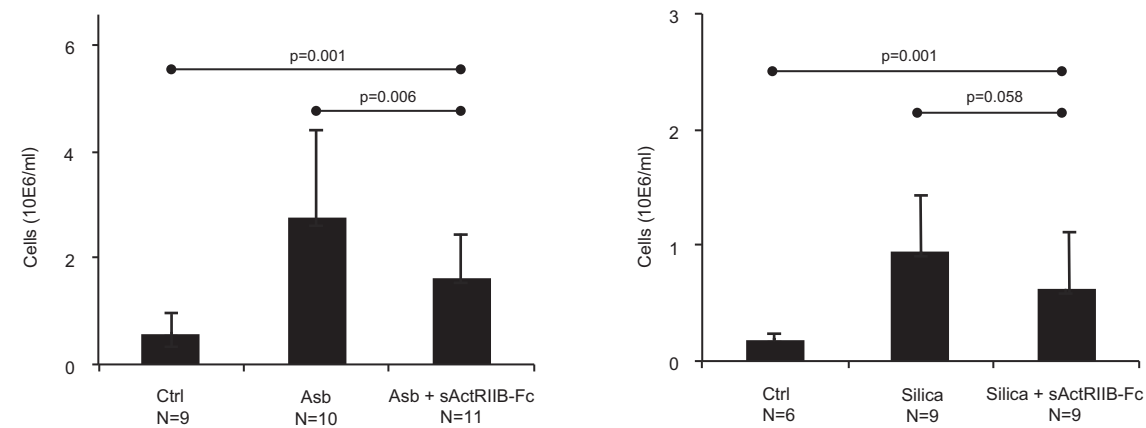 6
4
2
0
Cells (10E6/ml)
p=0.001
p=0.006
Ctrl
N=9
Asb
N=10
Asb + sActRIIB-Fc
N=11
3
2
1
0
Cells (10E6/ml)
p=0.001
p=0.058
Ctrl
N=6
Silica
N=9
Silica + sActRIIB-Fc
N=9